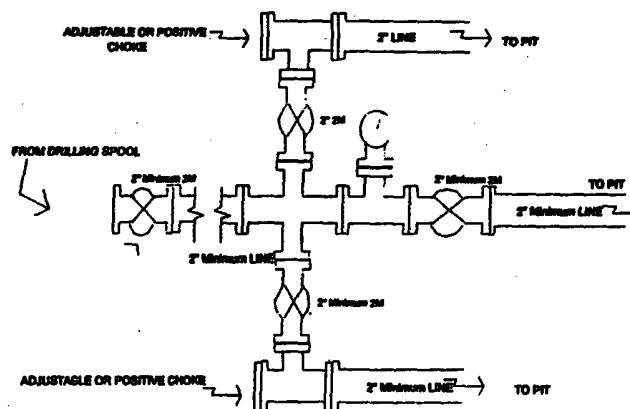 ADJUSTABLE OR POSITIVE
CHOKE
2" LINE
TO PIT
2" 2M
FROM DRILLING SPOOL
2" Minimum 2M
2" Minimum 2M
TO PIT
2" Minimum LINE
2" Minimum LINE
2" Minimum 2M
ADJUSTAGLE OR POSITIVE CHOKE
2" Minimum LINE
TO PIT